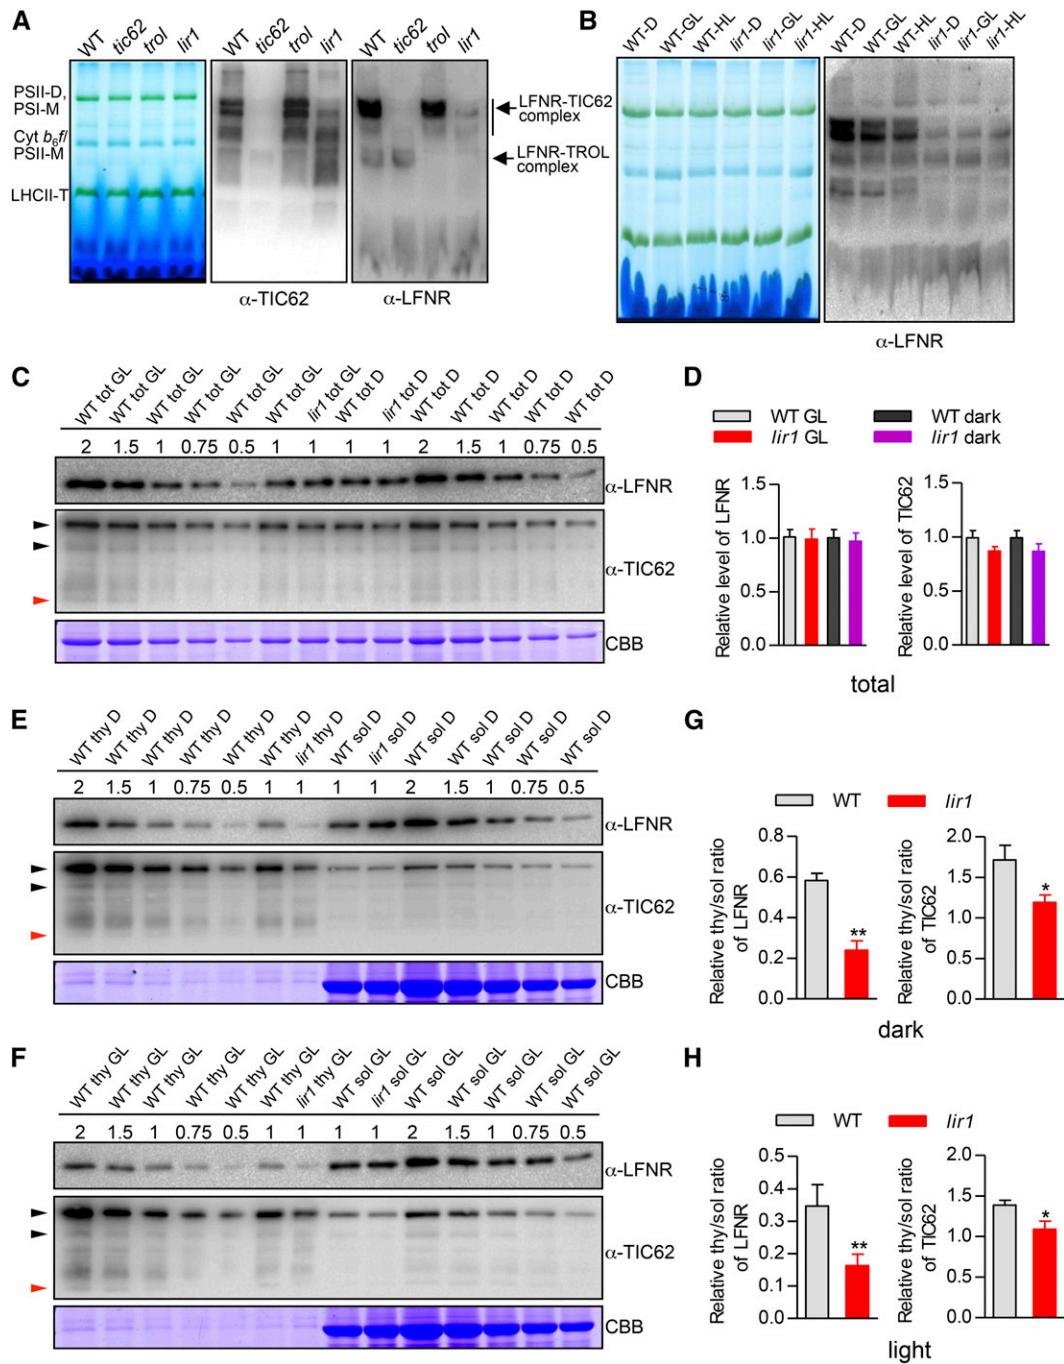 A
WT tic62 trol lir1 WT tic62 trol lir1 WT tic62 trol lir1
PSII-D,
PSI-M
Cyt b6f/
PSII-M
LHCII-T
LFNR-TIC62
complex
LFNR-TROL
complex
α-TIC62 α-LFNR
B
WT-D WT-GL WT-HL lir1-D lir1-GL lir1-HL WT-D WT-GL WT-HL lir1-D lir1-GL lir1-HL
α-LFNR
C
WT tot GL WT tot GL WT tot GL WT tot GL WT tot GL WT tot GL lir1 tot GL WT tot D lir1 tot D WT tot D WT tot D WT tot D WT tot D WT tot D
2 1.5 1 0.75 0.5 1 1 1 1 2 1.5 1 0.75 0.5
α-LFNR
α-TIC62
CBB
D
WT GL WT dark
lir1 GL lir1 dark
Relative level of LFNR
1.5
1.0
0.5
0.0
Relative level of TIC62
1.5
1.0
0.5
0.0
total
E
WT thy D WT thy D WT thy D WT thy D WT thy D WT thy D lir1 thy D WT sol D lir1 sol D WT sol D WT sol D WT sol D WT sol D WT sol D
2 1.5 1 0.75 0.5 1 1 1 1 2 1.5 1 0.75 0.5
α-LFNR
α-TIC62
CBB
G
WT lir1
Relative thy/sol ratio
of LFNR
0.8
0.6
0.4
0.2
0.0
**
Relative thy/sol ratio
of TIC62
2.0
1.5
1.0
0.5
0.0
*
dark
F
WT thy GL WT thy GL WT thy GL WT thy GL WT thy GL WT thy GL lir1 thy GL WT sol GL lir1 sol GL WT sol GL WT sol GL WT sol GL WT sol GL WT sol GL
2 1.5 1 0.75 0.5 1 1 1 1 2 1.5 1 0.75 0.5
α-LFNR
α-TIC62
CBB
H
WT lir1
Relative thy/sol ratio
of LFNR
0.5
0.4
0.3
0.2
0.1
0.0
**
Relative thy/sol ratio
of TIC62
2.0
1.5
1.0
0.5
0.0
*
light